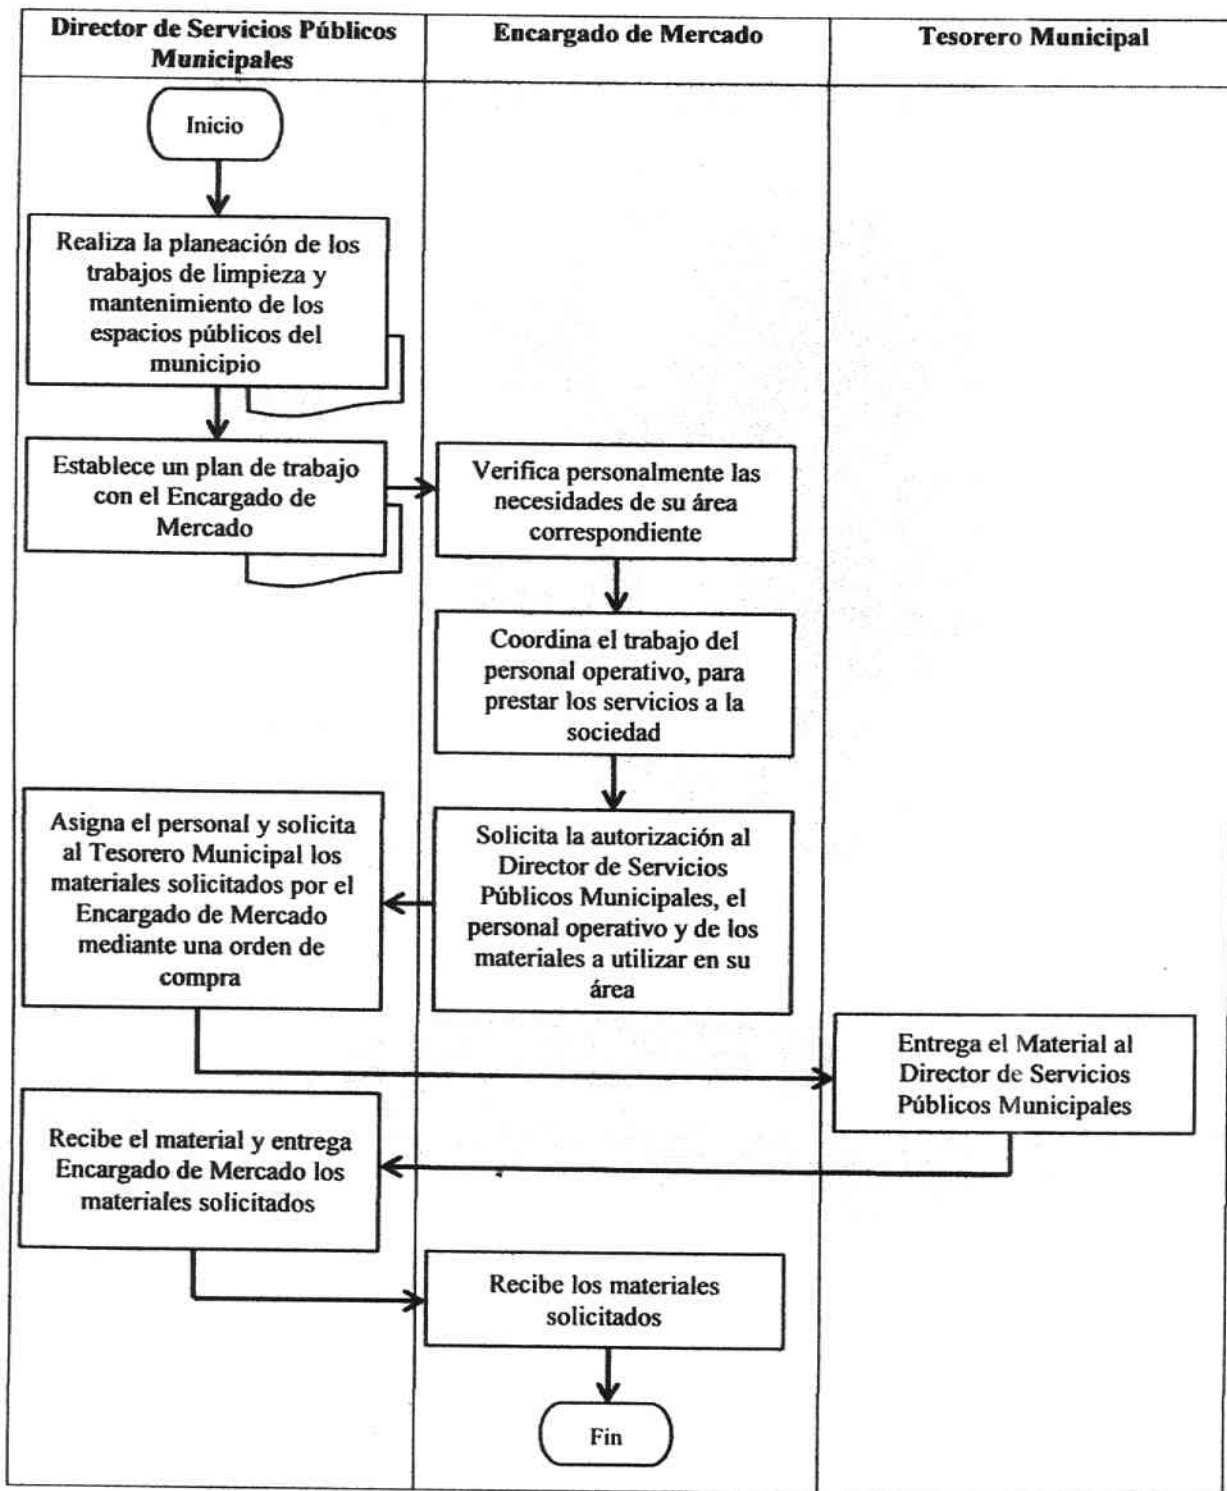 Director de Servicios Públicos
Municipales
Encargado de Mercado
Tesorero Municipal
Inicio
Realiza la planeación de los
trabajos de limpieza y
mantenimiento de los
espacios públicos del
municipio
Establece un plan de trabajo
con el Encargado de
Mercado
Verifica personalmente las
necesidades de su área
correspondiente
Coordina el trabajo del
personal operativo, para
prestar los servicios a la
sociedad
Solicita la autorización al
Director de Servicios
Públicos Municipales, el
personal operativo y de los
materiales a utilizar en su
área
Asigna el personal y solicita
al Tesorero Municipal los
materiales solicitados por el
Encargado de Mercado
mediante una orden de
compra
Entrega el Material al
Director de Servicios
Públicos Municipales
Recibe el material y entrega
Encargado de Mercado los
materiales solicitados
Recibe los materiales
solicitados
Fin